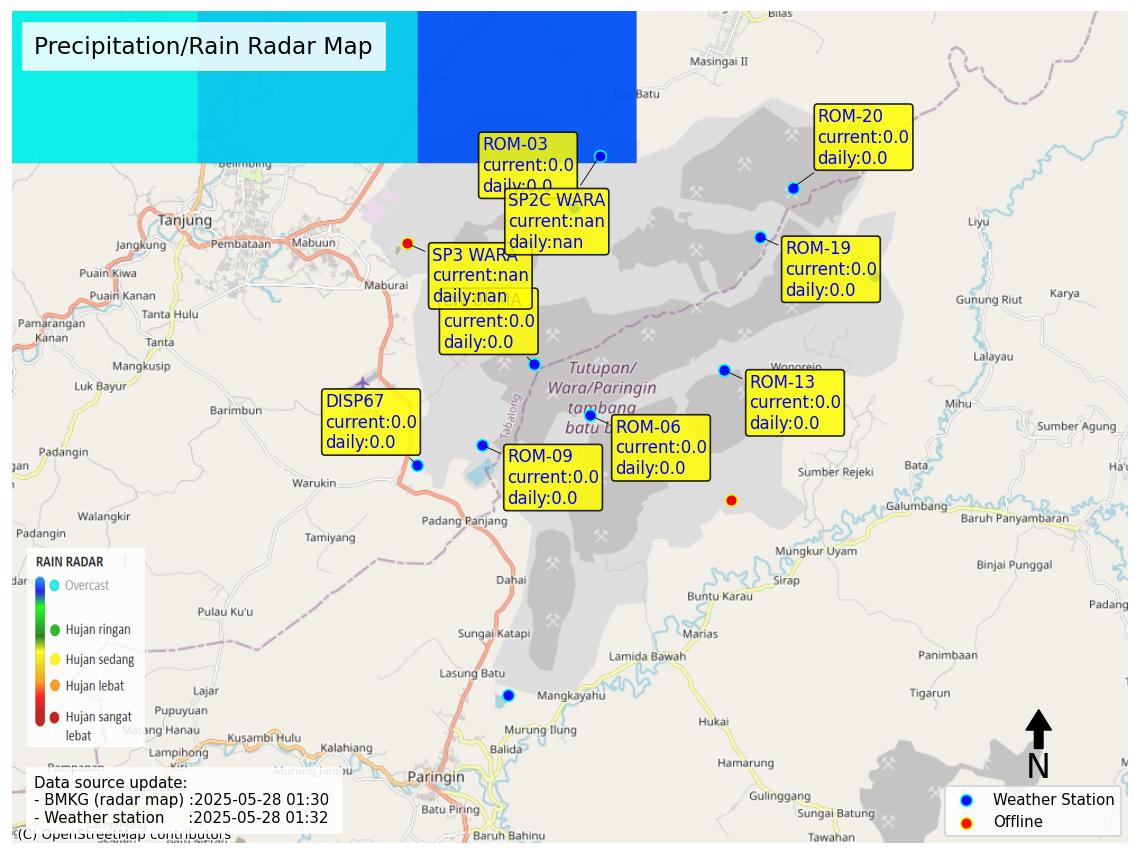 Precipitation/Rain Radar Map
Bilas
Masingai II
Batu
Belimbing
Tanjung
Jangkung
Pembataan
Mabuun
Puain Kiwa
Maburai
Puain Kanan
Tanta Hulu
Pamarangan
Kanan
Tanta
Mangkusip
Luk Bayur
Barimbun
Padangin
Warukin
Walangkir
Padangin
Tamiyang
Padang Panjang
Dahai
Pulau Ku'u
Sungai Katapi
Lasung Batu
Lajar
Pupuyuan
Matang Hanau
Lampihong
Kusambi Hulu
Kalahiang
Murung Jambu
Paringin
Batu Piring
Baruh Bahinu
Balida
Murung Ilung
Mangkayahu
Lamida Bawah
Marias
Buntu Karau
Sirap
Mungkur Uyam
Sumber Rejeki
Galumbang
Baruh Panyambaran
Binjai Punggal
Panimbaan
Tigarun
Hukai
Hamarung
Gulinggang
Sungai Batung
Tawahan
Liyu
Gunung Riut
Karya
Lalayau
Mihu
Sumber Agung
Bata
Wonorejo
Tabalong
Tutupan/
Wara/Paringin
tambang
batu
ROM-03
current:0.0
daily:0.0
SP2C WARA
current:nan
daily:nan
SP3 WARA
current:nan
daily:nan
current:0.0
daily:0.0
ROM-20
current:0.0
daily:0.0
ROM-19
current:0.0
daily:0.0
ROM-13
current:0.0
daily:0.0
ROM-06
current:0.0
daily:0.0
ROM-09
current:0.0
daily:0.0
DISP67
current:0.0
daily:0.0
RAIN RADAR
Overcast
Hujan ringan
Hujan sedang
Hujan lebat
Hujan sangat
lebat
Data source update:
- BMKG (radar map) :2025-05-28 01:30
- Weather station :2025-05-28 01:32
(C) OpenStreetMap contributors
N
Weather Station
Offline